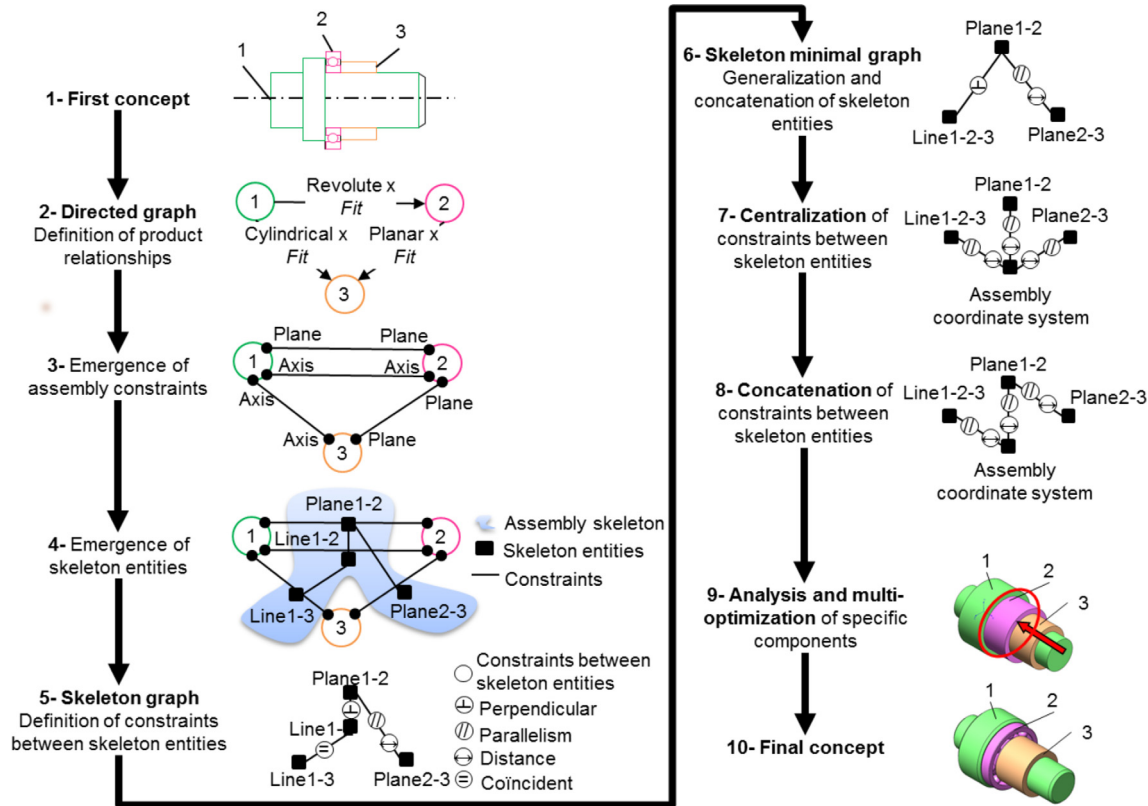 1
2
3
1- First concept
2- Directed graph
Definition of product
relationships
1
Revolute x
Fit
2
Cylindrical x
Fit
Planar x
Fit
3
3- Emergence of
assembly constraints
Plane
Plane
1
Axis
Axis
2
Axis
Plane
Axis
Plane
3
4- Emergence of
skeleton entities
Plane1-2
1
Line1-2
2
Line1-3
Plane2-3
3
Assembly skeleton
Skeleton entities
Constraints
5- Skeleton graph
Definition of constraints
between skeleton entities
Plane1-2
Line1-
Line1-3
Plane2-3
Constraints between
skeleton entities
Perpendicular
Parallelism
Distance
Coïncident
6- Skeleton minimal graph
Generalization and
concatenation of skeleton
entities
Plane1-2
Line1-2-3
Plane2-3
7- Centralization of
constraints between
skeleton entities
Plane1-2
Line1-2-3
Plane2-3
Assembly
coordinate system
8- Concatenation of
constraints between
skeleton entities
Plane1-2
Line1-2-3
Plane2-3
Assembly
coordinate system
9- Analysis and multi-
optimization of specific
components
1
2
3
10- Final concept
1
2
3